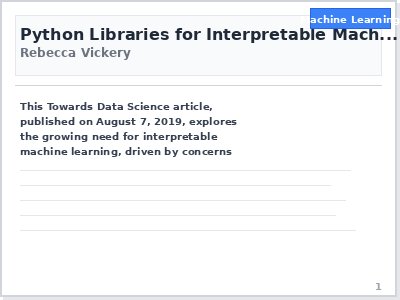 Machine Learning
Python Libraries for Interpretable Mach...
Rebecca Vickery
This Towards Data Science article,
published on August 7, 2019, explores
the growing need for interpretable
machine learning, driven by concerns
1